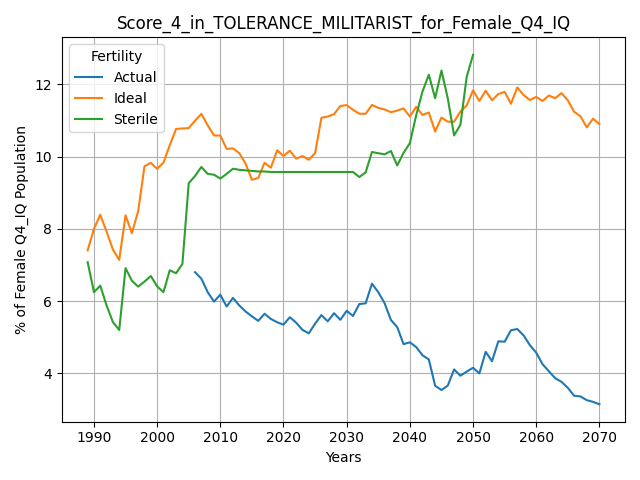 Score_4_in_TOLERANCE_MILITARIST_for_Female_Q4_IQ
Fertility
Actual
Ideal
Sterile
% of Female Q4_IQ Population
12
10
8
6
4
1990 2000 2010 2020 2030 2040 2050 2060 2070
Years